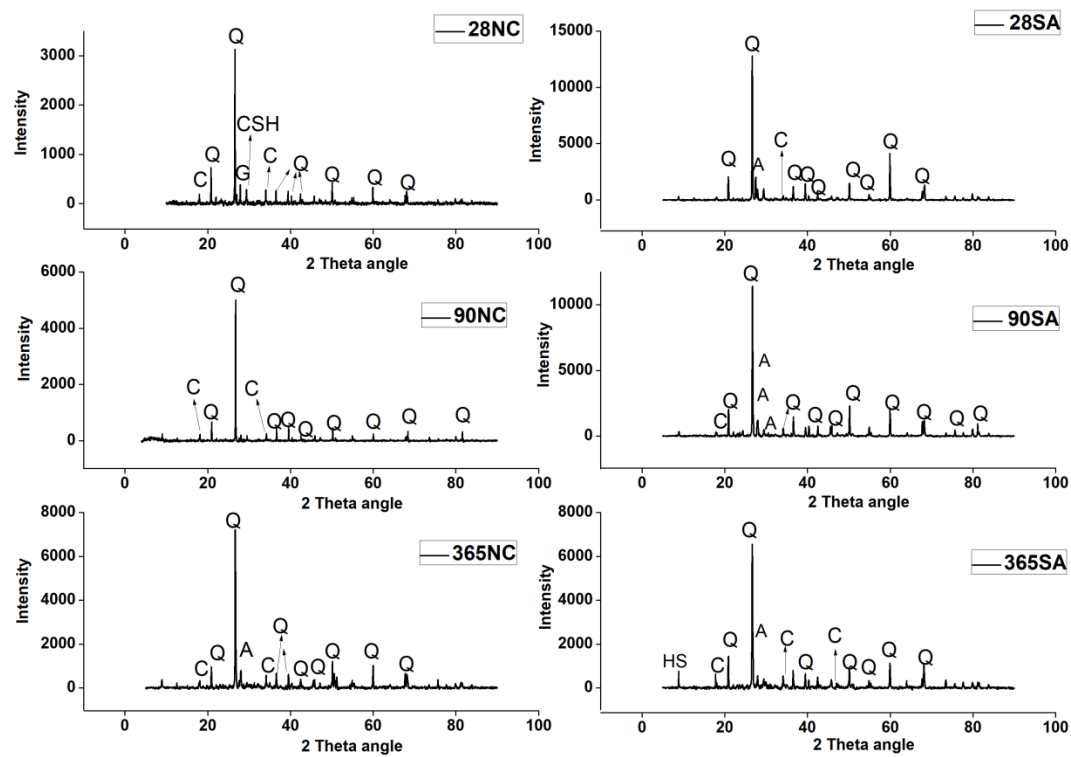 28NC
Intensity
3000
2000
1000
0
Q
Q
CSH
C
G
C
Q
Q
Q
Q
0 20 40 60 80 100
2 Theta angle
28SA
Intensity
15000
10000
5000
0
Q
Q
A
C
Q
Q
Q
Q
Q
Q
Q
0 20 40 60 80 100
2 Theta angle
90NC
Intensity
6000
4000
2000
0
Q
C
Q
C
Q
Q
Q
Q
Q
Q
Q
0 20 40 60 80 100
2 Theta angle
90SA
Intensity
10000
5000
0
Q
C
Q
A
A
A
Q
Q
Q
Q
Q
Q
Q
Q
0 20 40 60 80 100
2 Theta angle
365NC
Intensity
8000
6000
4000
2000
0
Q
C
Q
A
C
Q
Q
Q
Q
Q
Q
0 20 40 60 80 100
2 Theta angle
365SA
Intensity
8000
6000
4000
2000
0
Q
HS
C
Q
A
C
Q
C
Q
Q
Q
Q
0 20 40 60 80 100
2 Theta angle